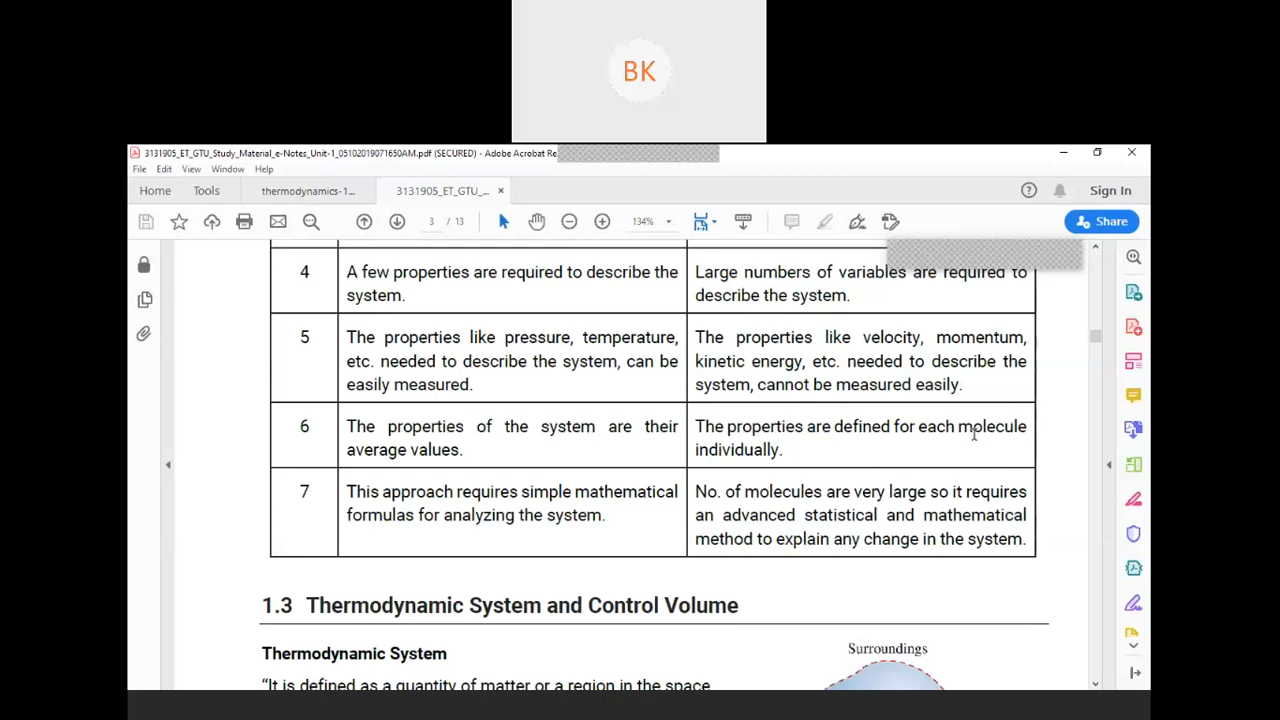 BK
3131905_ET_GTU_Study_Material_e-Notes_Unit-1_05102019071650AM.pdf (SECURED) - Adobe Acrobat Re
File Edit View Window Help
Home Tools thermodynamics-1... 3131905_ET_GTU_... × Sign In
3 / 13 134% Share
4 A few properties are required to describe the Large numbers of variables are required to
system. describe the system.
5 The properties like pressure, temperature, The properties like velocity, momentum,
etc. needed to describe the system, can be kinetic energy, etc. needed to describe the
easily measured. system, cannot be measured easily.
6 The properties of the system are their The properties are defined for each molecule
average values. individually.
7 This approach requires simple mathematical No. of molecules are very large so it requires
formulas for analyzing the system. an advanced statistical and mathematical
method to explain any change in the system.
1.3 Thermodynamic System and Control Volume
Thermodynamic System Surroundings
“It is defined as a quantity of matter or a region in the space